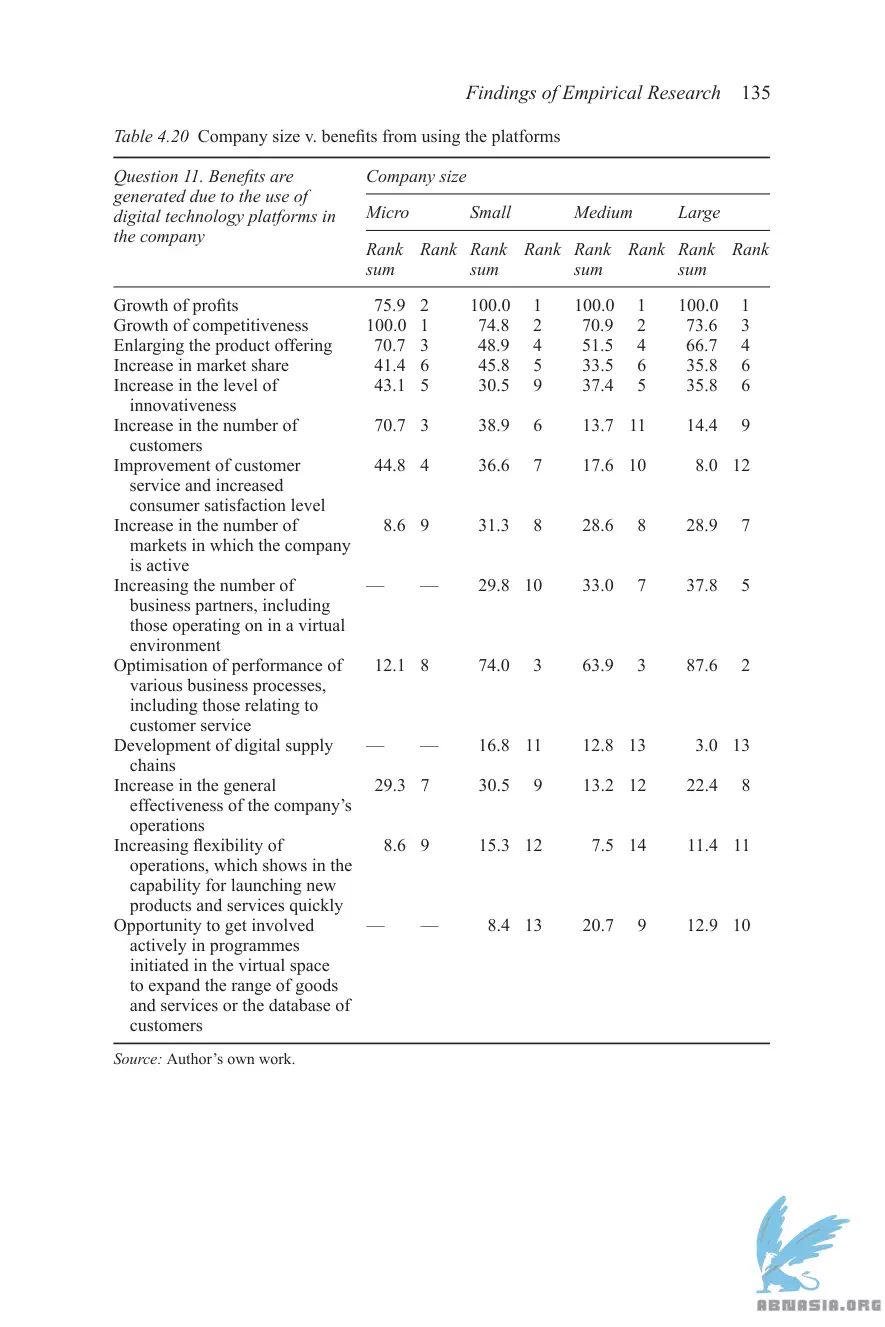 Findings of Empirical Research 135
Table 4.20 Company size v. benefits from using the platforms
Question 11. Benefits are generated due to the use of digital technology platforms in the company
Company size
Micro Small Medium Large
Rank sum Rank Rank sum Rank Rank sum Rank Rank sum Rank
Growth of profits 75.9 2 100.0 1 100.0 1 100.0 1
Growth of competitiveness 100.0 1 74.8 2 70.9 2 73.6 3
Enlarging the product offering 70.7 3 48.9 4 51.5 4 66.7 4
Increase in market share 41.4 6 45.8 5 33.5 6 35.8 6
Increase in the level of 43.1 5 30.5 9 37.4 5 35.8 6
innovativeness
Increase in the number of 70.7 3 38.9 6 13.7 11 14.4 9
customers
Improvement of customer 44.8 4 36.6 7 17.6 10 8.0 12
service and increased
consumer satisfaction level
Increase in the number of 8.6 9 31.3 8 28.6 8 28.9 7
markets in which the company
is active
Increasing the number of — — 29.8 10 33.0 7 37.8 5
business partners, including
those operating on in a virtual
environment
Optimisation of performance of 12.1 8 74.0 3 63.9 3 87.6 2
various business processes,
including those relating to
customer service
Development of digital supply — — 16.8 11 12.8 13 3.0 13
chains
Increase in the general 29.3 7 30.5 9 13.2 12 22.4 8
effectiveness of the company's
operations
Increasing flexibility of 8.6 9 15.3 12 7.5 14 11.4 11
operations, which shows in the
capability for launching new
products and services quickly
Opportunity to get involved — — 8.4 13 20.7 9 12.9 10
actively in programmes
initiated in the virtual space
to expand the range of goods
and services or the database of
customers
Source: Author's own work.
ABNASIA.ORG